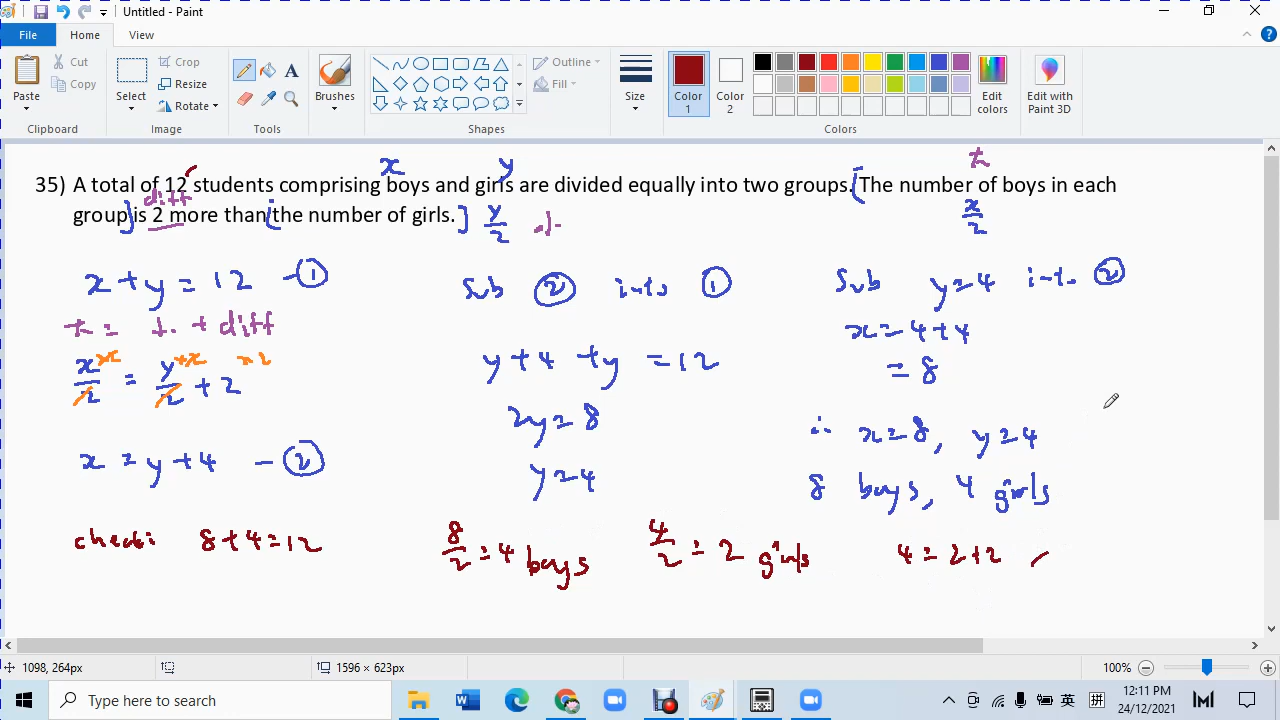 Untitled - Paint
File Home View
Paste Cut Copy Clipboard
Select Crop Resize Rotate Image
Tools
Brushes
Shapes Outline Fill
Size
Color 1 Color 2 Edit colors Colors
Edit with Paint 3D
x y
35) A total of 12 students comprising boys and girls are divided equally into two groups. [The number of boys in each
diff
group] is 2 more than [the number of girls.] y/2 x/2
x + y = 12 - ①
+ diff
x/2 = y/2 + 2
x = y + 4 - ②
Sub ② into ①
y + 4 + y = 12
2y = 8
y = 4
Sub y = 4 into ②
x = 4 + 4
= 8
∴ x = 8, y = 4
8 boys, 4 girls
check: 8 + 4 = 12 8/2 = 4 boys 4/2 = 2 girls 4 = 2 + 2 ✓
1098, 264px 1596 × 623px 100%
Type here to search
英 拼 12:11 PM
24/12/2021